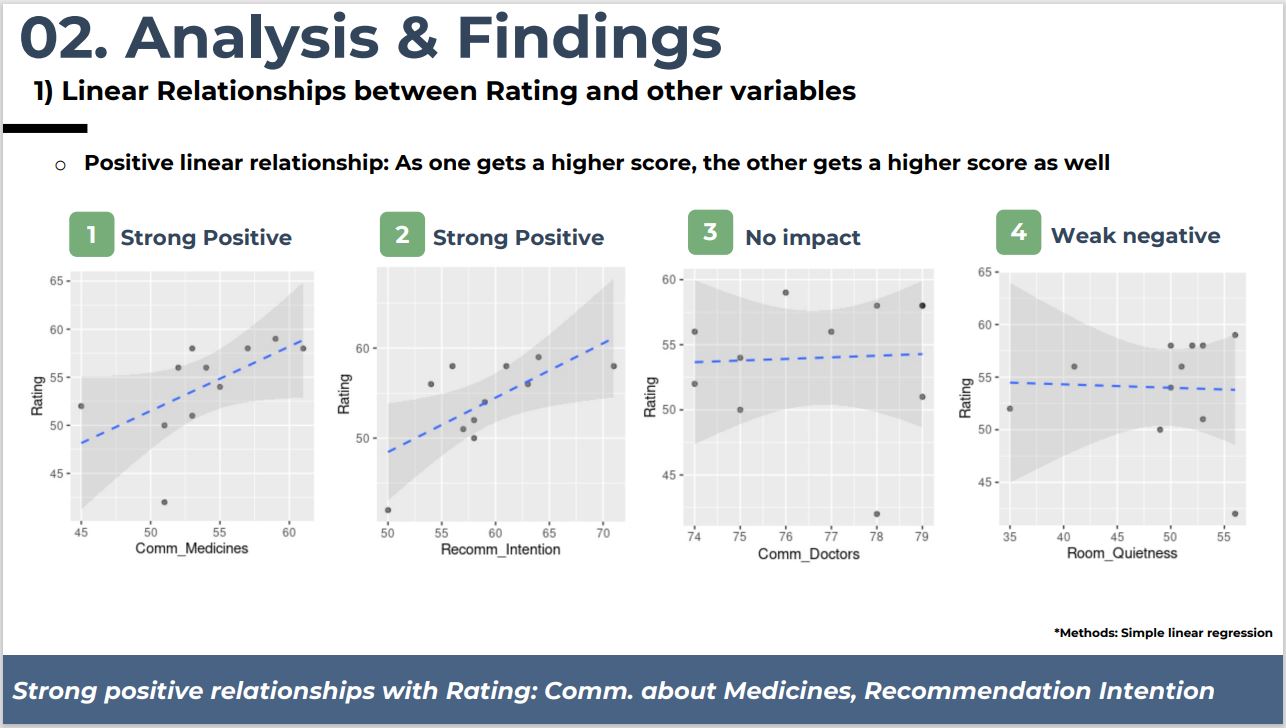 02. Analysis & Findings
1) Linear Relationships between Rating and other variables
o Positive linear relationship: As one gets a higher score, the other gets a higher score as well
1 Strong Positive
2 Strong Positive
3 No impact
4 Weak negative
65
60
55
50
45
Rating
45 50 55 60
Comm_Medicines
60
50
Rating
50 55 60 65 70
Recomm_Intention
60
55
50
45
Rating
74 75 76 77 78 79
Comm_Doctors
65
60
55
50
45
Rating
35 40 45 50 55
Room_Quietness
*Methods: Simple linear regression
Strong positive relationships with Rating: Comm. about Medicines, Recommendation Intention